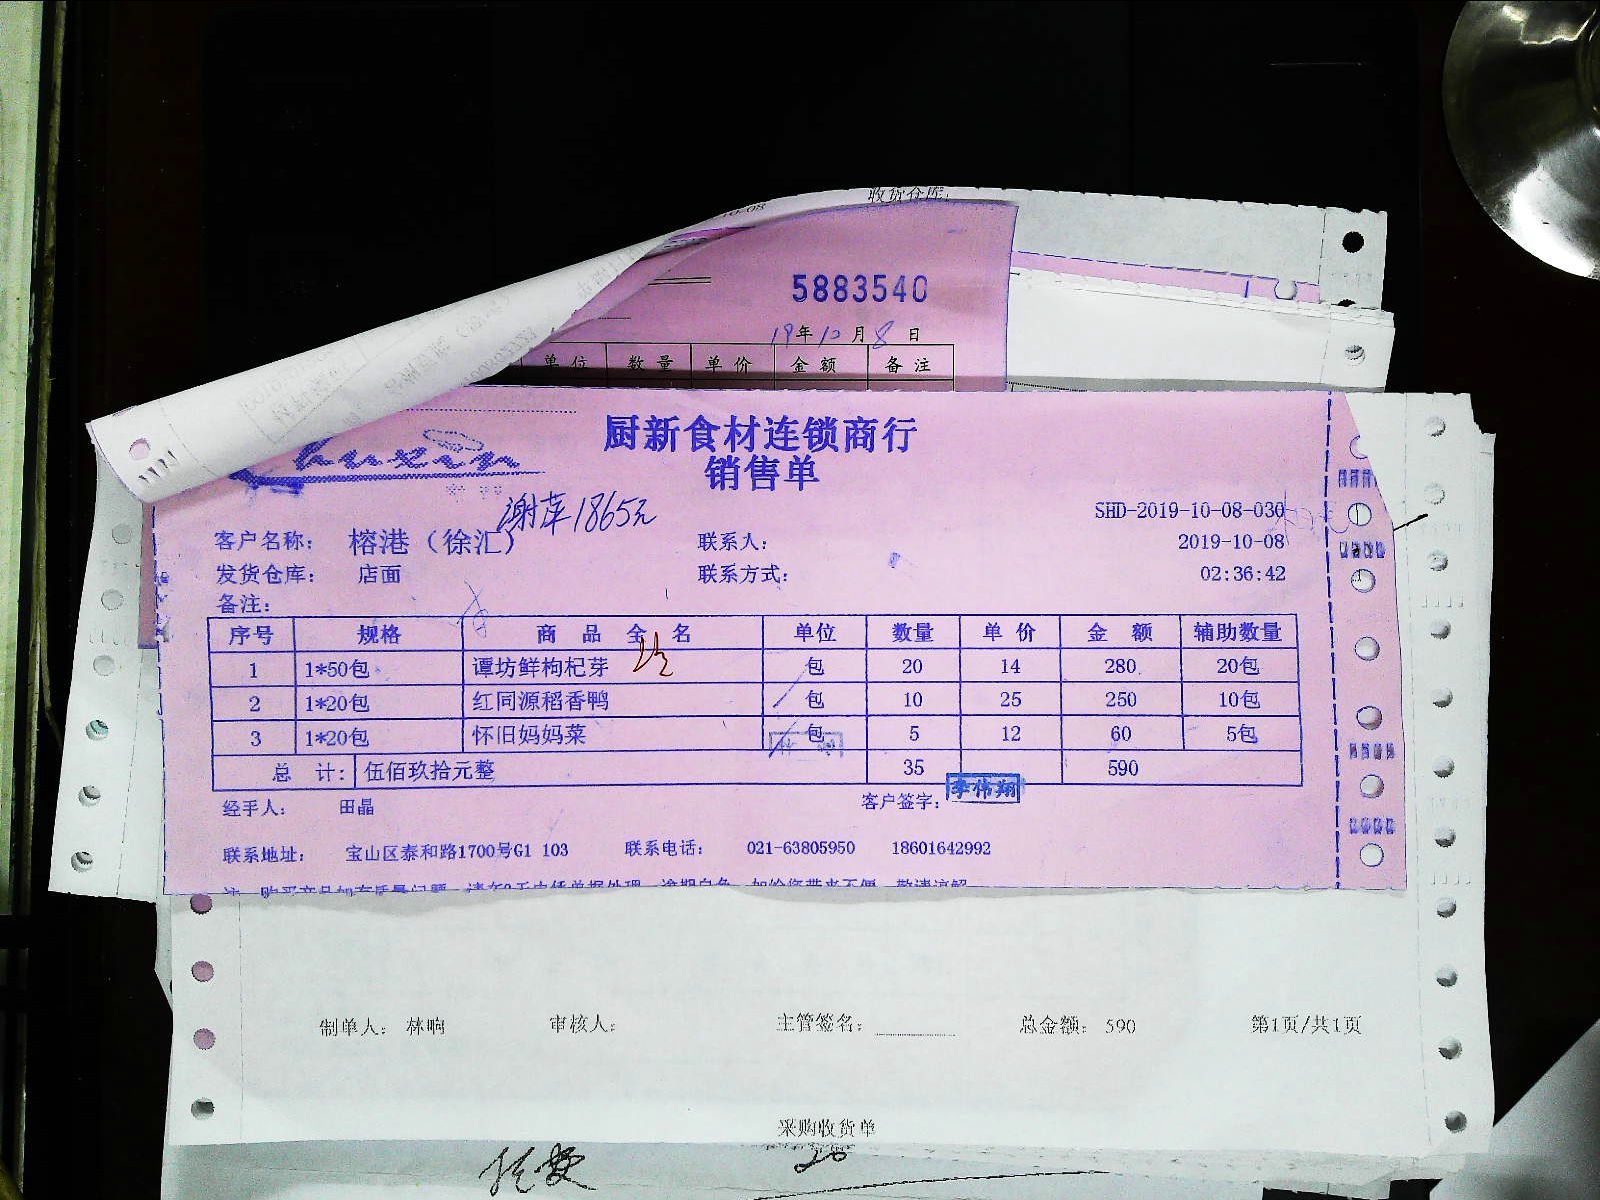 收货仓库:
5883540
19年10月8日
单位 数量 单价 金额 备注
厨新食材连锁商行
销售单
谢萍1865元
SHD-2019-10-08-030
客户名称: 榕港（徐汇） 联系人: 2019-10-08
发货仓库: 店面 联系方式: 02:36:42
备注:
序号 规格 商品全名 单位 数量 单价 金额 辅助数量
1 1*50包 谭坊鲜枸杞芽 包 20 14 280 20包
2 1*20包 红同源稻香鸭 包 10 25 250 10包
3 1*20包 怀旧妈妈菜 包 5 12 60 5包
总计: 伍佰玖拾元整 35 590
经手人: 田晶 客户签字: 李伟翔
联系地址: 宝山区泰和路1700号G1 103 联系电话: 021-63805950 18601642992
制单人: 林响 审核人: 主管签名: 总金额: 590 第1页/共1页
采购收货单